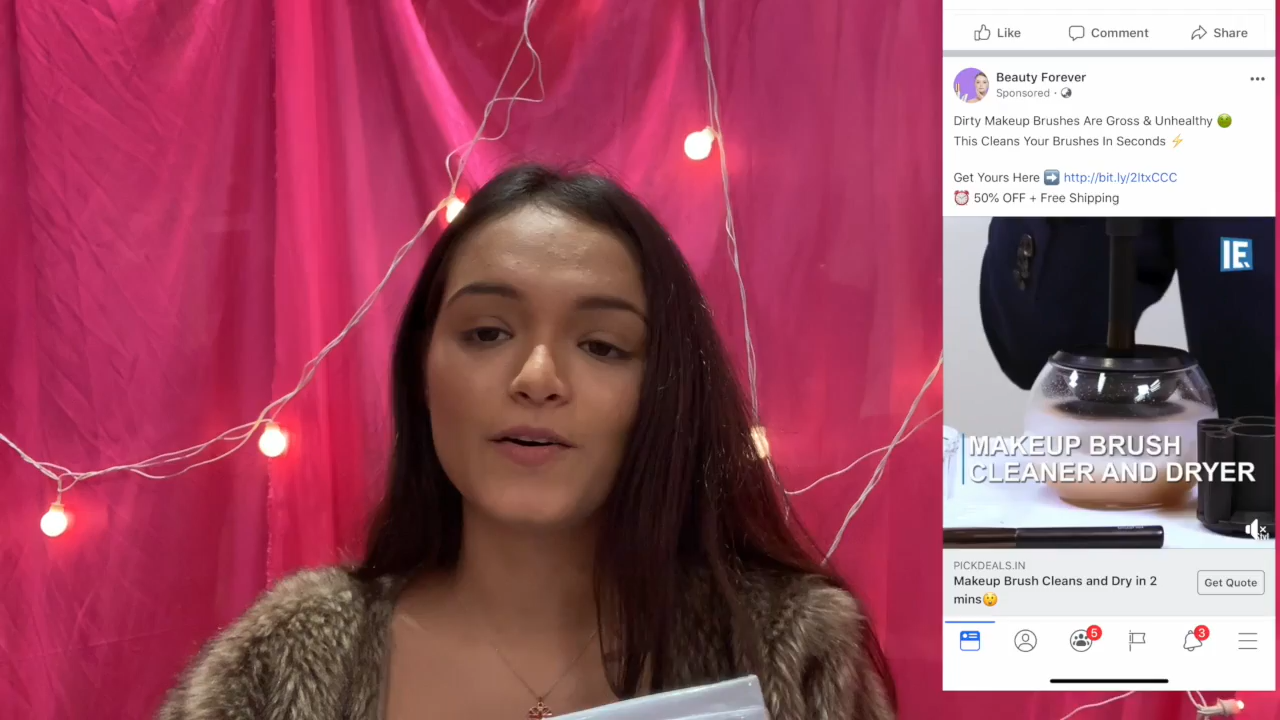 Like Comment Share
Beauty Forever
Sponsored ·
Dirty Makeup Brushes Are Gross & Unhealthy 🤢
This Cleans Your Brushes In Seconds ⚡
Get Yours Here ➡️ http://bit.ly/2ItxCCC
⏰ 50% OFF + Free Shipping
IE
MAKEUP BRUSH
CLEANER AND DRYER
PICKDEALS.IN
Makeup Brush Cleans and Dry in 2
mins😲
Get Quote
5 3